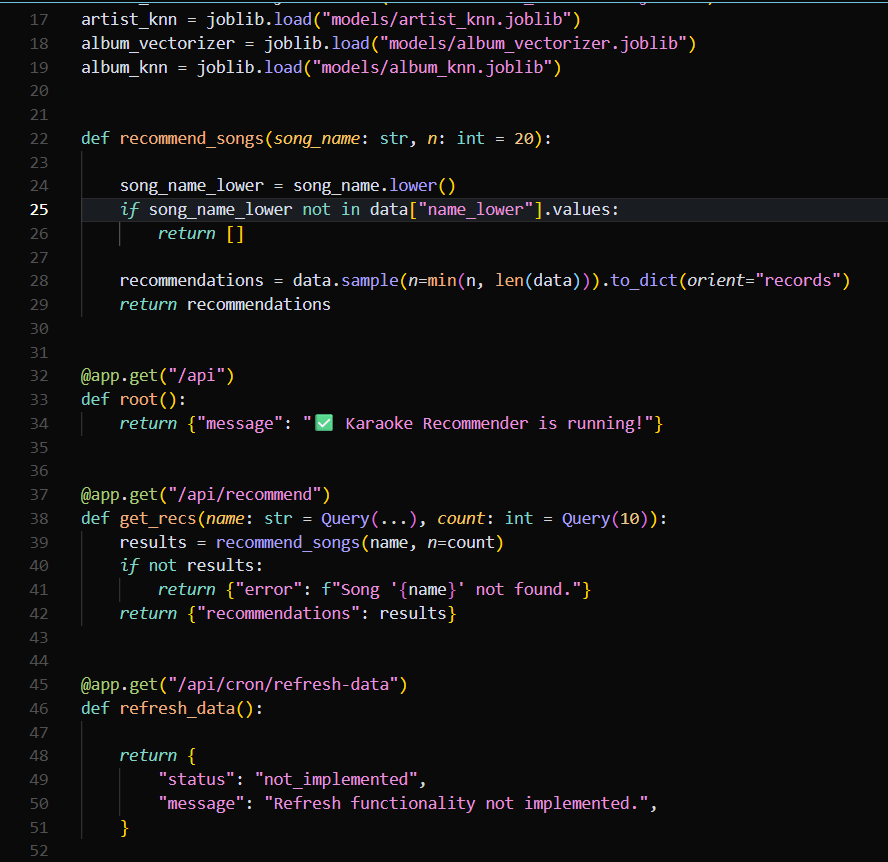 17 artist_knn = joblib.load("models/artist_knn.joblib")
18 album_vectorizer = joblib.load("models/album_vectorizer.joblib")
19 album_knn = joblib.load("models/album_knn.joblib")
20
21
22 def recommend_songs(song_name: str, n: int = 20):
23
24     song_name_lower = song_name.lower()
25     if song_name_lower not in data["name_lower"].values:
26         return []
27
28     recommendations = data.sample(n=min(n, len(data))).to_dict(orient="records")
29     return recommendations
30
31
32 @app.get("/api")
33 def root():
34     return {"message": "✅ Karaoke Recommender is running!"}
35
36
37 @app.get("/api/recommend")
38 def get_recs(name: str = Query(...), count: int = Query(10)):
39     results = recommend_songs(name, n=count)
40     if not results:
41         return {"error": f"Song '{name}' not found."}
42     return {"recommendations": results}
43
44
45 @app.get("/api/cron/refresh-data")
46 def refresh_data():
47
48     return {
49         "status": "not_implemented",
50         "message": "Refresh functionality not implemented.",
51     }
52